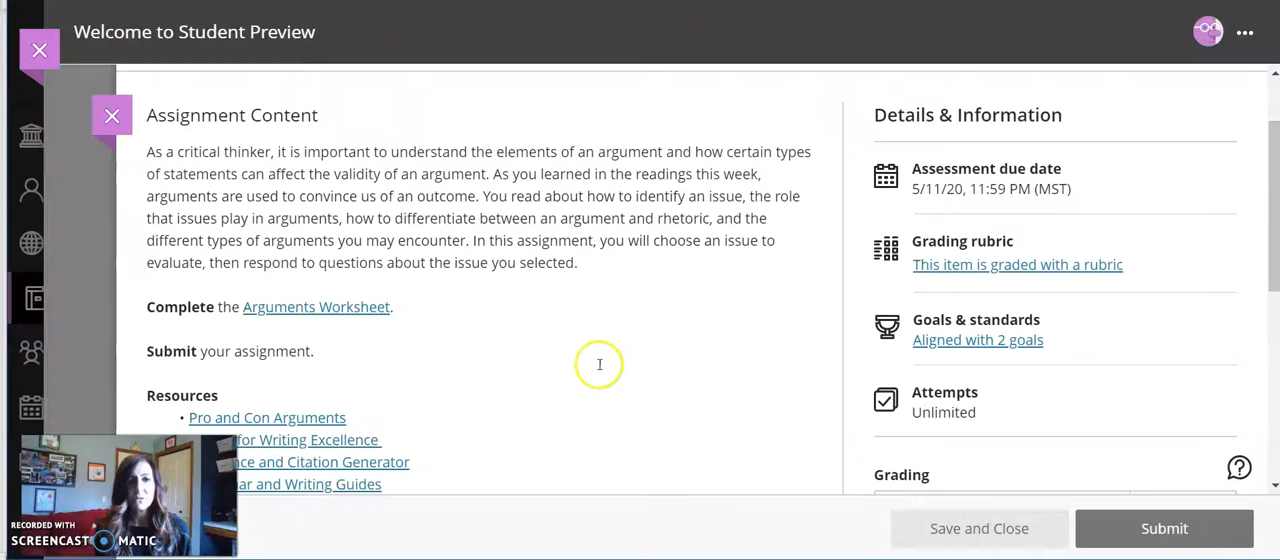 Welcome to Student Preview
Assignment Content
As a critical thinker, it is important to understand the elements of an argument and how certain types
of statements can affect the validity of an argument. As you learned in the readings this week,
arguments are used to convince us of an outcome. You read about how to identify an issue, the role
that issues play in arguments, how to differentiate between an argument and rhetoric, and the
different types of arguments you may encounter. In this assignment, you will choose an issue to
evaluate, then respond to questions about the issue you selected.
Complete the Arguments Worksheet.
Submit your assignment.
Resources
• Pro and Con Arguments
for Writing Excellence
and Citation Generator
and Writing Guides
Details & Information
Assessment due date
5/11/20, 11:59 PM (MST)
Grading rubric
This item is graded with a rubric
Goals & standards
Aligned with 2 goals
Attempts
Unlimited
Grading
Save and Close
Submit
RECORDED WITH
SCREENCAST MATIC